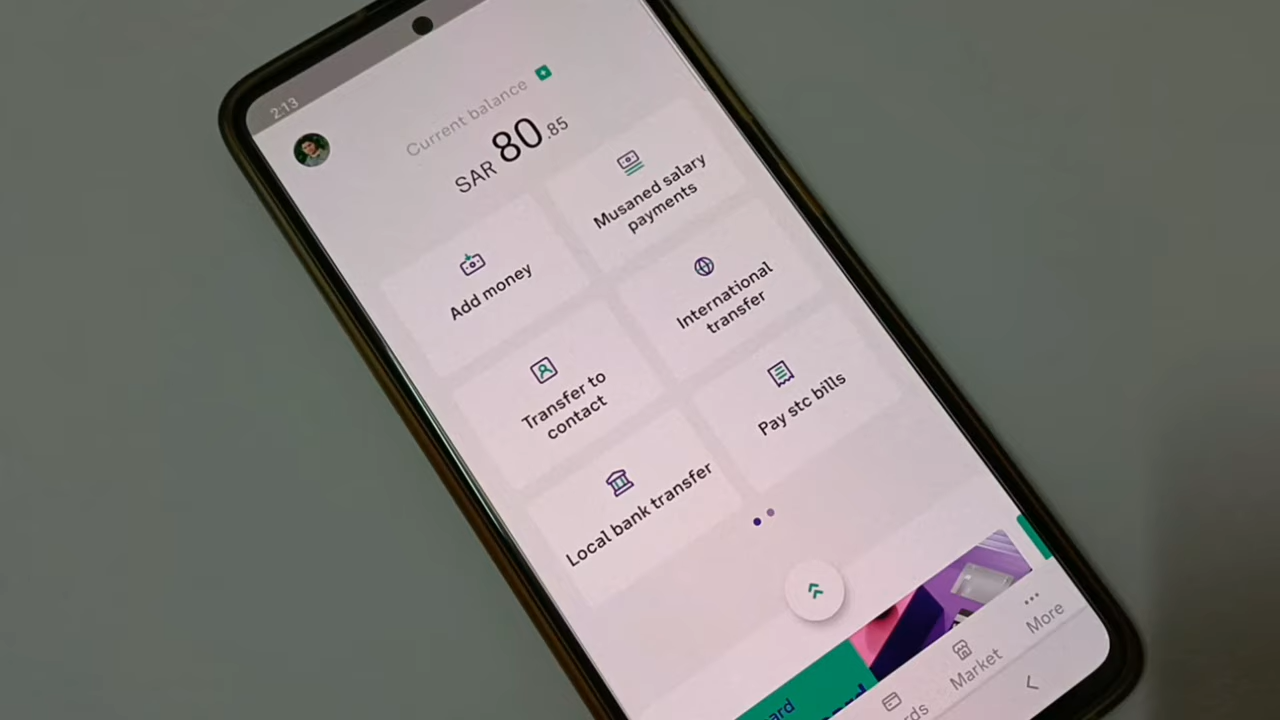 2:13
Current balance
SAR 80.85
Add money
Musaned salary
payments
Transfer to
contact
International
transfer
Local bank transfer
Pay stc bills
Market
More